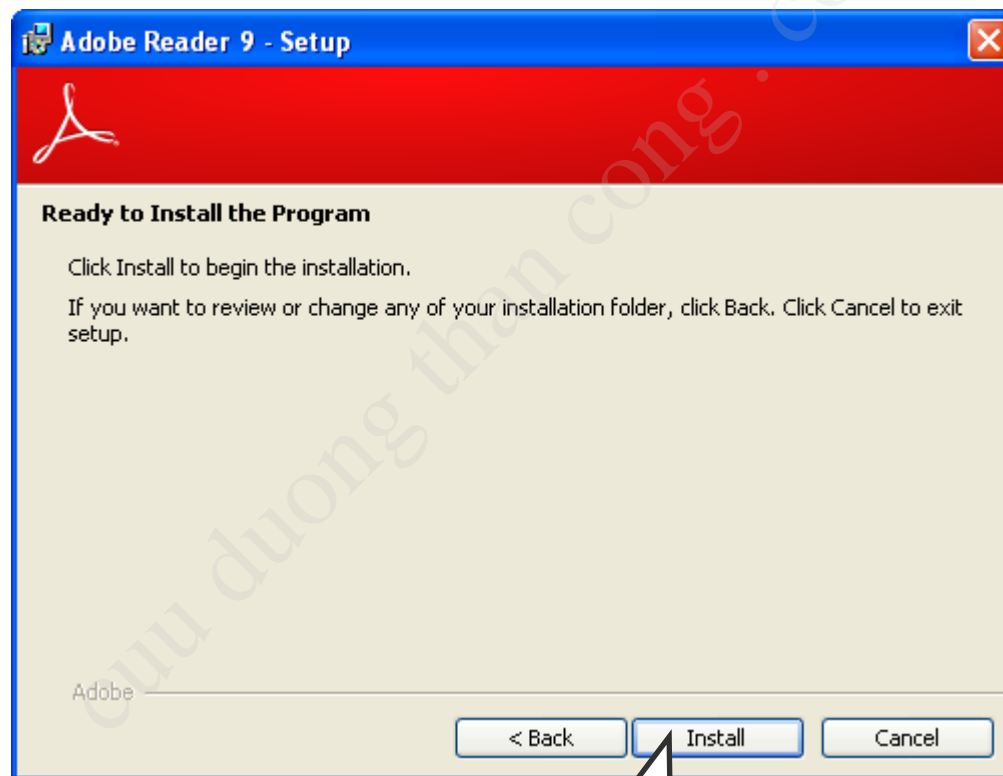 Adobe Reader 9 - Setup
Ready to Install the Program
Click Install to begin the installation.
If you want to review or change any of your installation folder, click Back. Click Cancel to exit
setup.
cuu duong than cong . co
Adobe
< Back
Install
Cancel